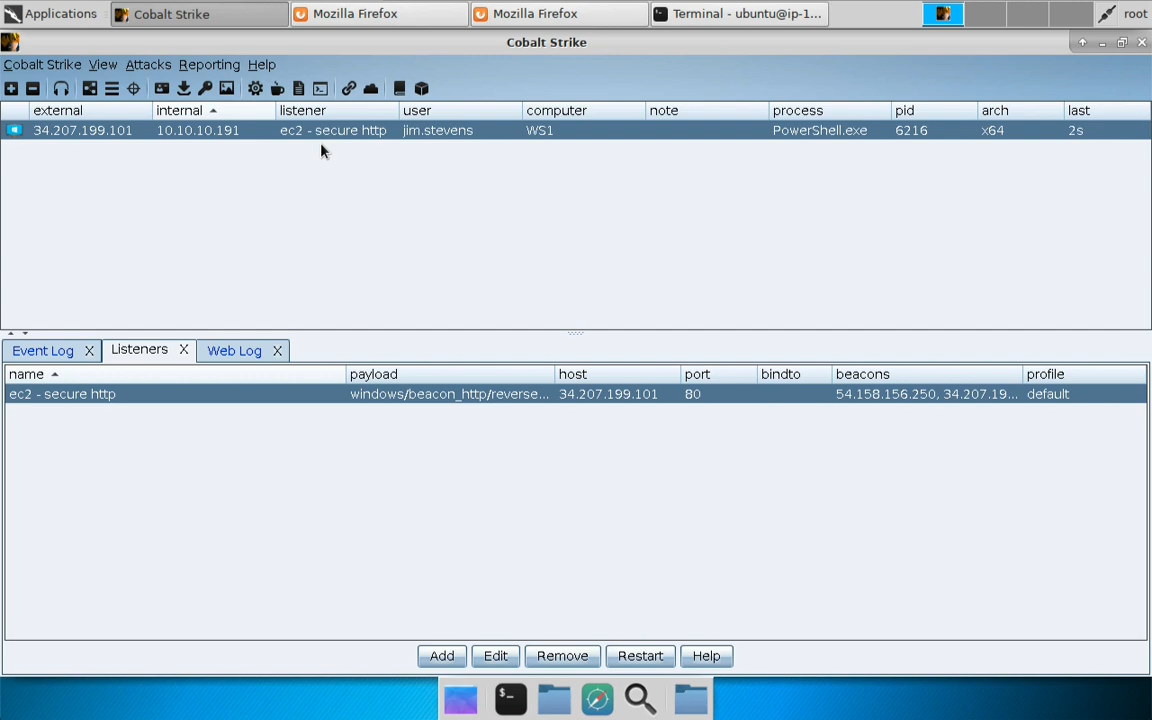 Applications Cobalt Strike Mozilla Firefox Mozilla Firefox Terminal - ubuntu@ip-1... root
Cobalt Strike
Cobalt Strike View Attacks Reporting Help
external internal listener user computer note process pid arch last
34.207.199.101 10.10.10.191 ec2 - secure http jim.stevens WS1 PowerShell.exe 6216 x64 2s
Event Log X Listeners X Web Log X
name payload host port bindto beacons profile
ec2 - secure http windows/beacon_http/reverse... 34.207.199.101 80 54.158.156.250, 34.207.19... default
Add Edit Remove Restart Help